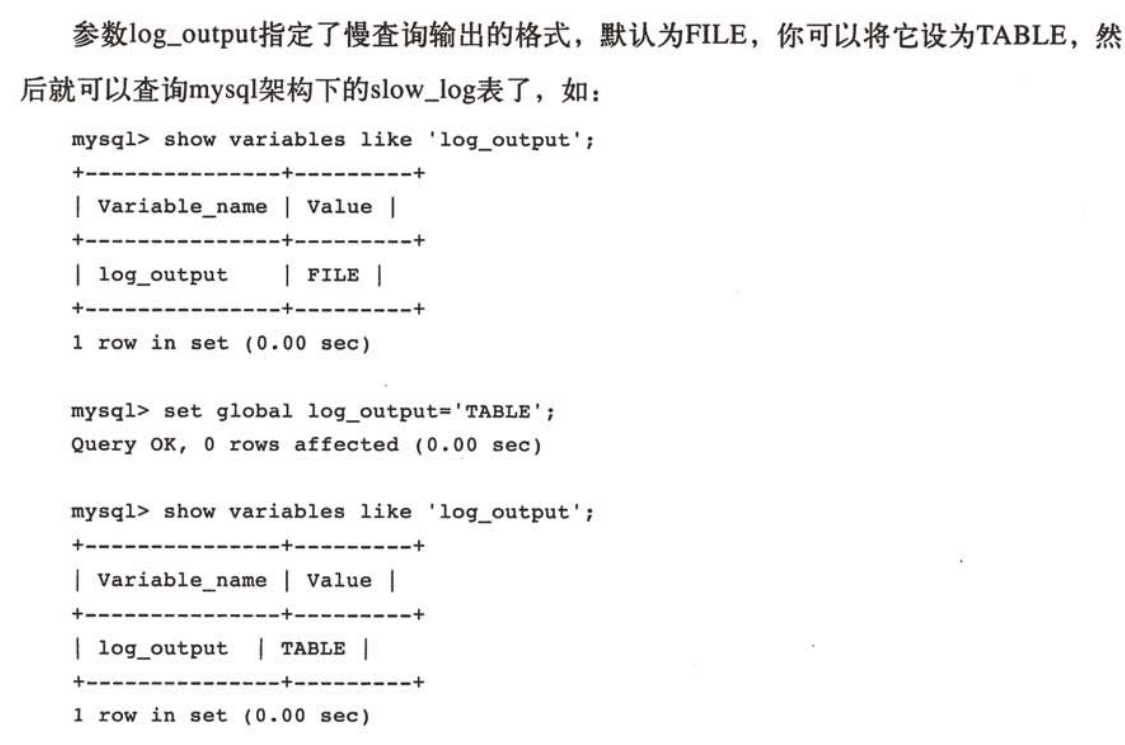 参数log_output指定了慢查询输出的格式，默认为FILE，你可以将它设为TABLE，然
后就可以查询mysql架构下的slow_log表了，如：
mysql> show variables like 'log_output';
+---------------+---------+
| Variable_name | Value |
+---------------+---------+
| log_output    | FILE |
+---------------+---------+
1 row in set (0.00 sec)
mysql> set global log_output='TABLE';
Query OK, 0 rows affected (0.00 sec)
mysql> show variables like 'log_output';
+---------------+---------+
| Variable_name | Value |
+---------------+---------+
| log_output  | TABLE |
+---------------+---------+
1 row in set (0.00 sec)